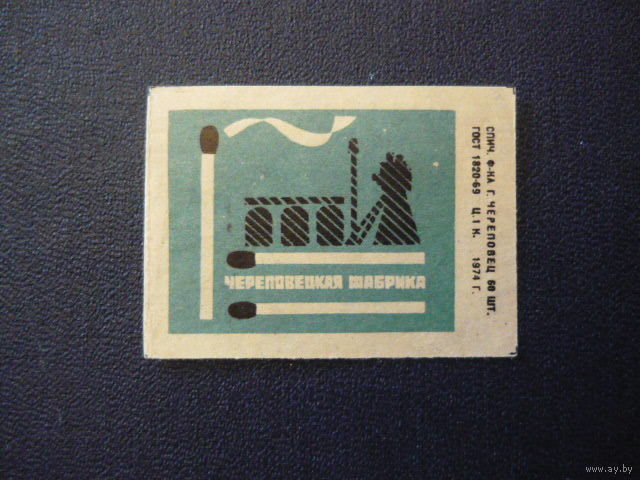 ЧЕРЕПОВЕЦКАЯ ФАБРИКА
СПИЧ. Ф-КА Г. ЧЕРЕПОВЕЦ 60 ШТ.
ГОСТ 1820-69 Ц. 1 К. 1974 Г.
www.ay.by